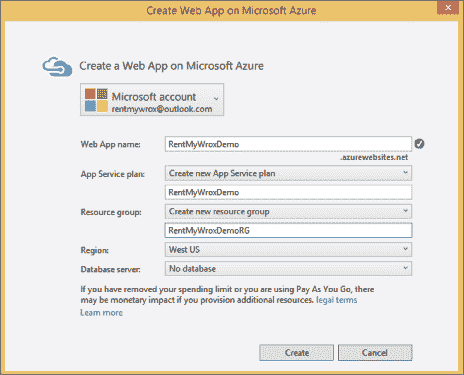 Create Web App on Microsoft Azure
Create a Web App on Microsoft Azure
Microsoft account
rentmywrox@outlook.com
Web App name: RentMyWroxDemo
.azurewebsites.net
App Service plan: Create new App Service plan
RentMyWroxDemo
Resource group: Create new resource group
RentMyWroxDemoRG
Region: West US
Database server: No database
If you have removed your spending limit or you are using Pay As You Go, there
may be monetary impact if you provision additional resources. legal terms
Learn more
Create Cancel